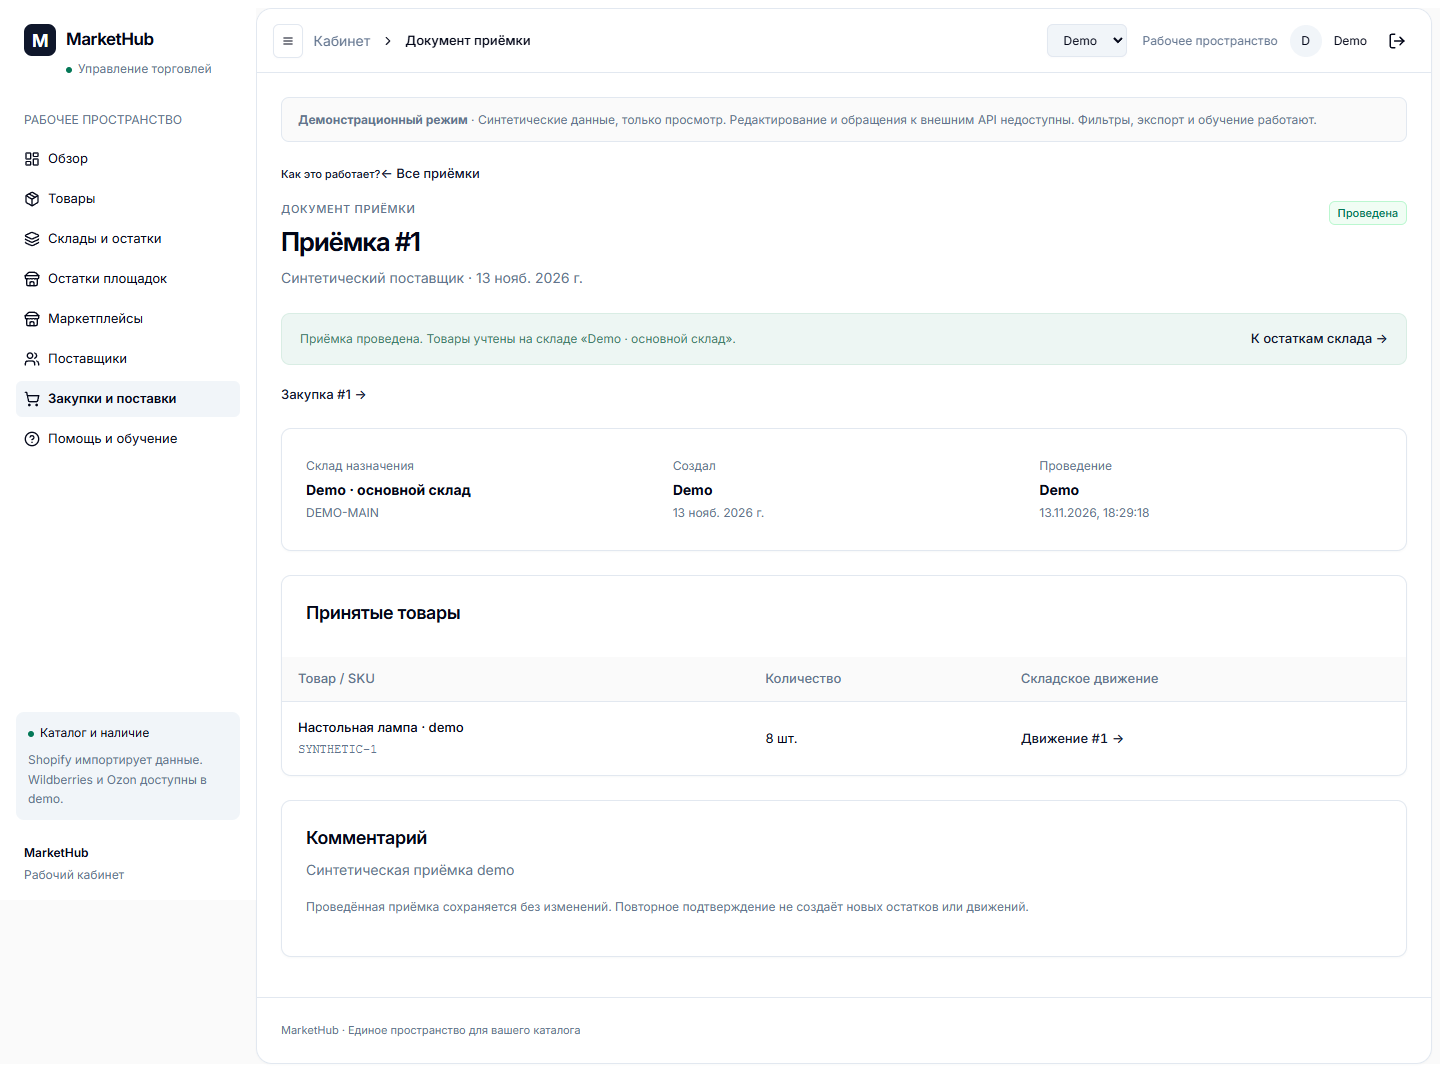 M MarketHub
Управление торговлей
РАБОЧЕЕ ПРОСТРАНСТВО
Обзор
Товары
Склады и остатки
Остатки площадок
Маркетплейсы
Поставщики
Закупки и поставки
Помощь и обучение
Каталог и наличие
Shopify импортирует данные.
Wildberries и Ozon доступны в
demo.
MarketHub
Рабочий кабинет
Кабинет > Документ приёмки
Demo
Рабочее пространство
D
Demo
Демонстрационный режим · Синтетические данные, только просмотр. Редактирование и обращения к внешним API недоступны. Фильтры, экспорт и обучение работают.
Как это работает?← Все приёмки
ДОКУМЕНТ ПРИЁМКИ
Проведена
Приёмка #1
Синтетический поставщик · 13 нояб. 2026 г.
Приёмка проведена. Товары учтены на складе «Demo · основной склад».
К остаткам склада →
Закупка #1 →
Склад назначения
Demo · основной склад
DEMO-MAIN
Создал
Demo
13 нояб. 2026 г.
Проведение
Demo
13.11.2026, 18:29:18
Принятые товары
Товар / SKU
Количество
Складское движение
Настольная лампа · demo
SYNTHETIC-1
8 шт.
Движение #1 →
Комментарий
Синтетическая приёмка demo
Проведённая приёмка сохраняется без изменений. Повторное подтверждение не создаёт новых остатков или движений.
MarketHub · Единое пространство для вашего каталога